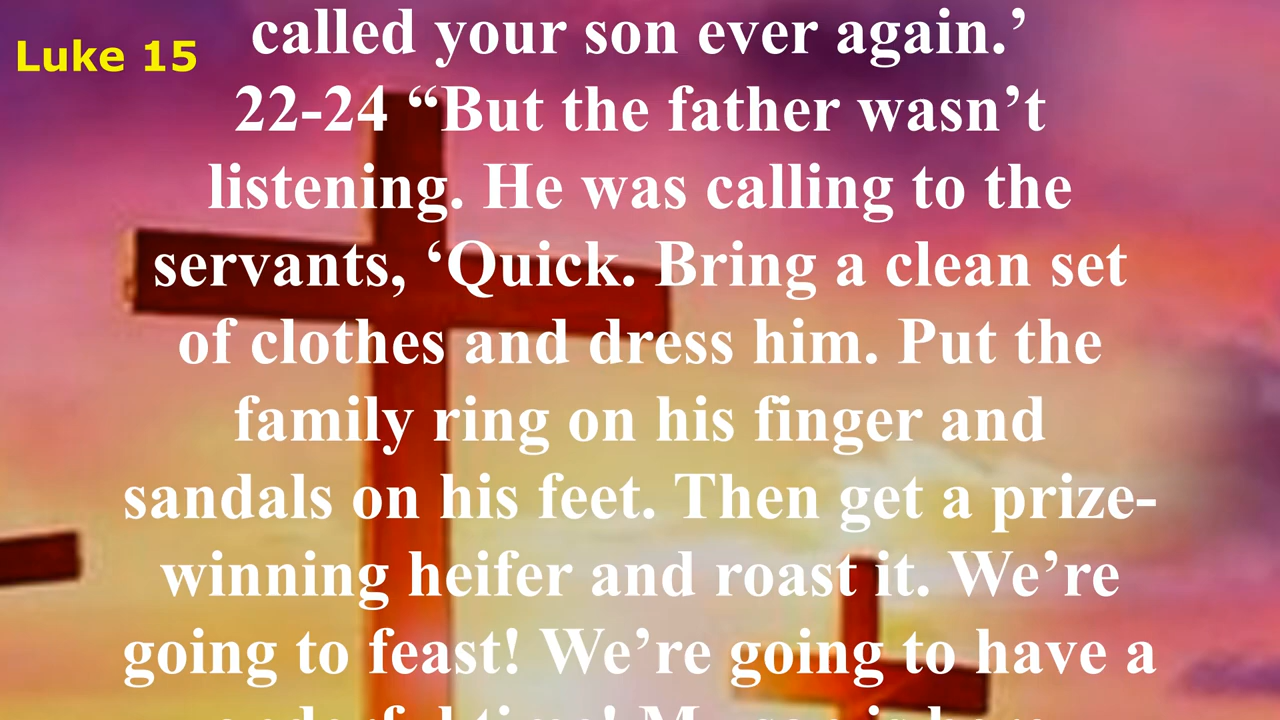 called your son ever again.’
Luke 15
22-24 “But the father wasn’t
listening. He was calling to the
servants, ‘Quick. Bring a clean set
of clothes and dress him. Put the
family ring on his finger and
sandals on his feet. Then get a prize-
winning heifer and roast it. We’re
going to feast! We’re going to have a